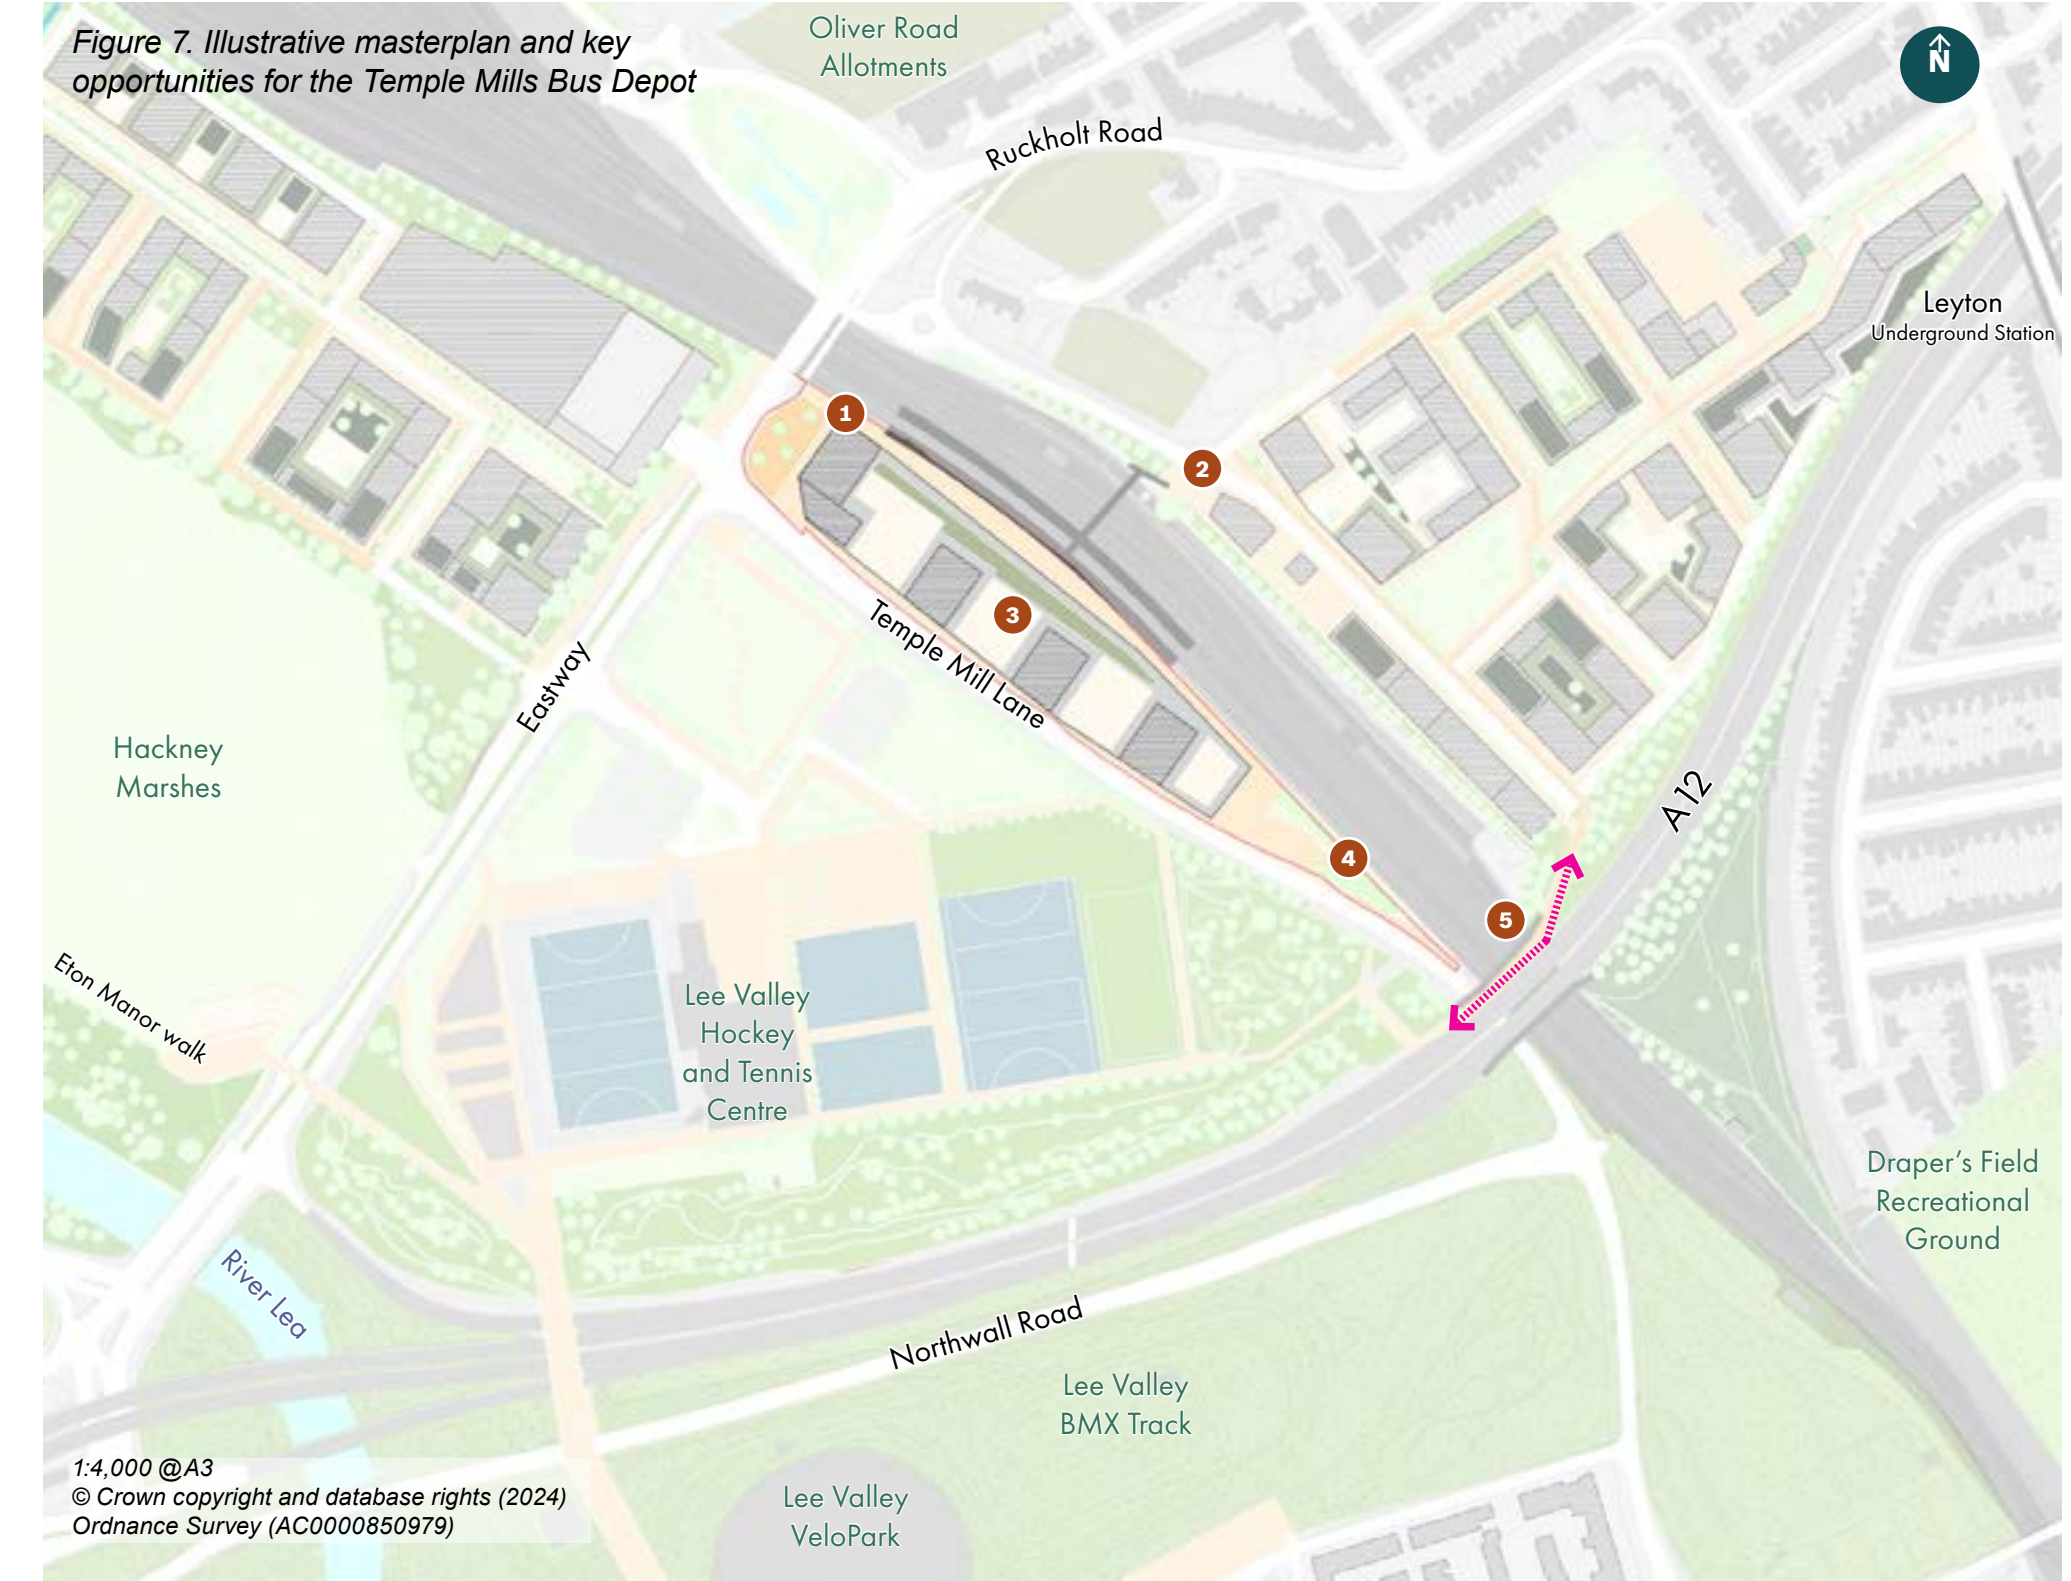 Figure 7. Illustrative masterplan and key
opportunities for the Temple Mills Bus Depot
Oliver Road
Allotments
N
Ruckholt Road
Leyton
Underground Station
1
2
3
Temple Mill Lane
Eastway
Hackney
Marshes
A12
4
5
Eton Manor walk
Lee Valley
Hockey
and Tennis
Centre
Draper's Field
Recreational
Ground
River Lea
Northwall Road
Lee Valley
BMX Track
Lee Valley
VeloPark
1:4,000 @A3
© Crown copyright and database rights (2024)
Ordnance Survey (AC0000850979)